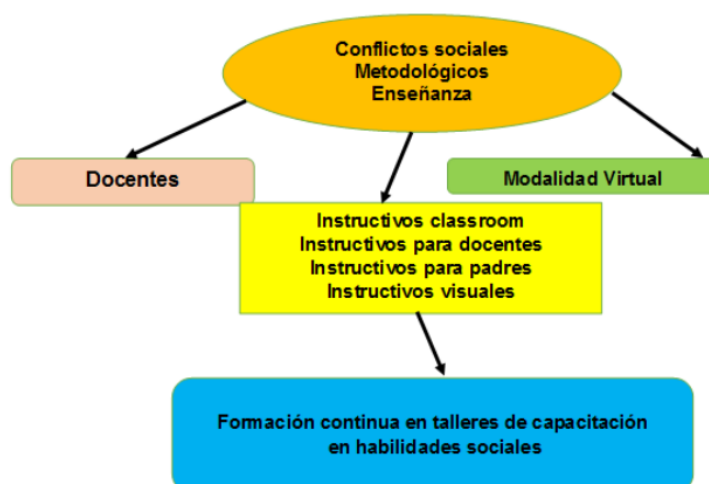 Conflictos sociales
Metodológicos
Enseñanza
Docentes
Modalidad Virtual
Instructivos classroom
Instructivos para docentes
Instructivos para padres
Instructivos visuales
Formación continua en talleres de capacitación
en habilidades sociales